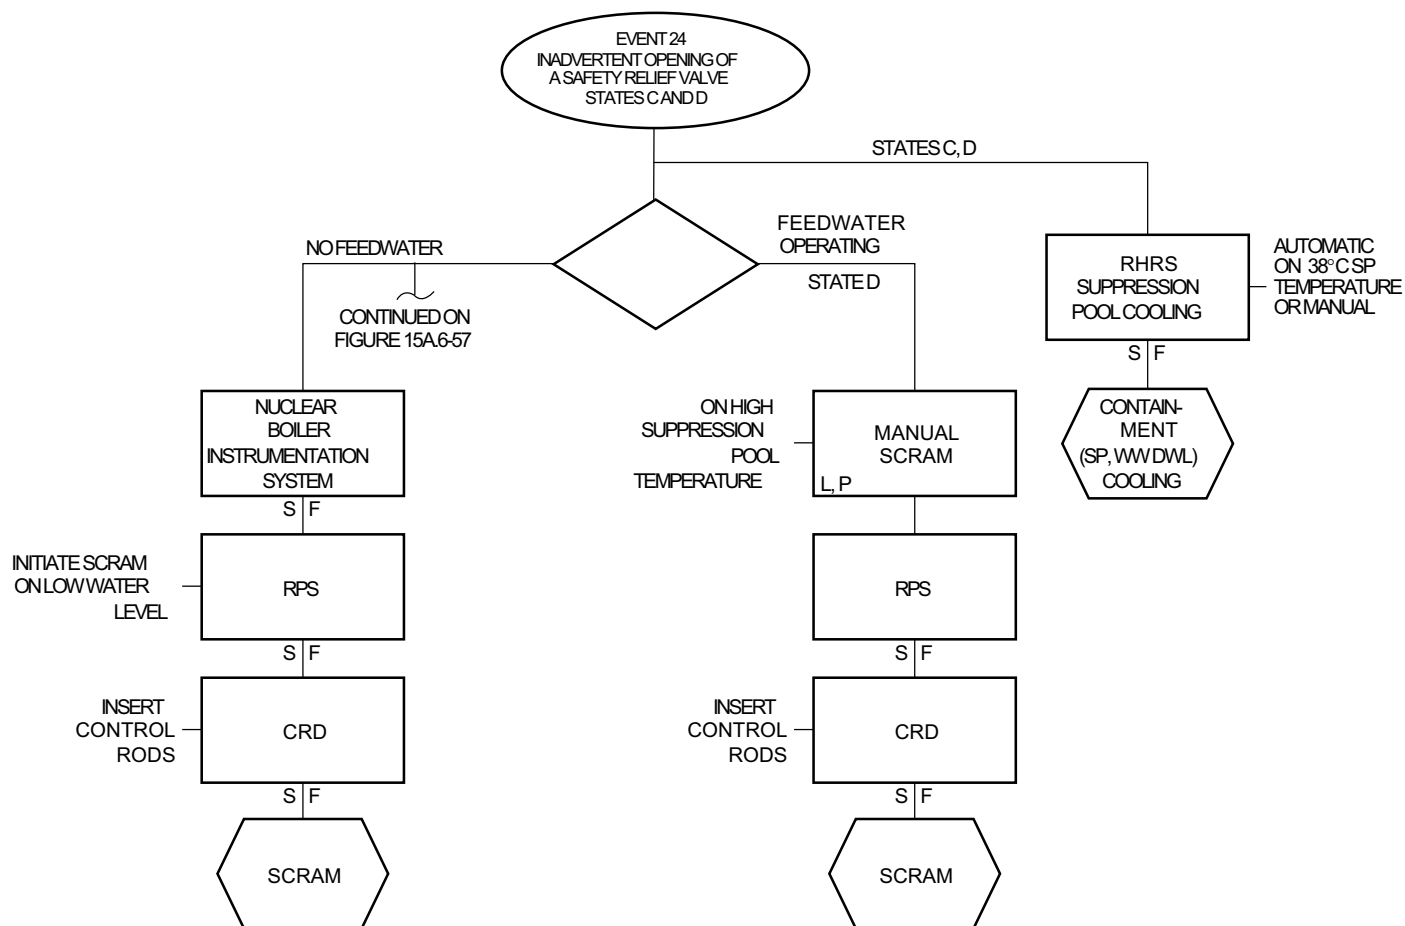 EVENT 24
INADVERTENT OPENING OF
A SAFETY RELIEF VALVE
STATES C AND D
STATES C, D
NO FEEDWATER
FEEDWATER
OPERATING
STATE D
CONTINUED ON
FIGURE 15A.6-57
RHRS
SUPPRESSION
POOL COOLING
AUTOMATIC
ON 38°C SP
TEMPERATURE
OR MANUAL
S F
CONTAIN-
MENT
(SP, WW DWL)
COOLING
NUCLEAR
BOILER
INSTRUMENTATION
SYSTEM
S F
ON HIGH
SUPPRESSION
POOL
TEMPERATURE
MANUAL
SCRAM
L, P
INITIATE SCRAM
ON LOW WATER
LEVEL
RPS
S F
RPS
S F
INSERT
CONTROL
RODS
CRD
S F
INSERT
CONTROL
RODS
CRD
S F
SCRAM
SCRAM